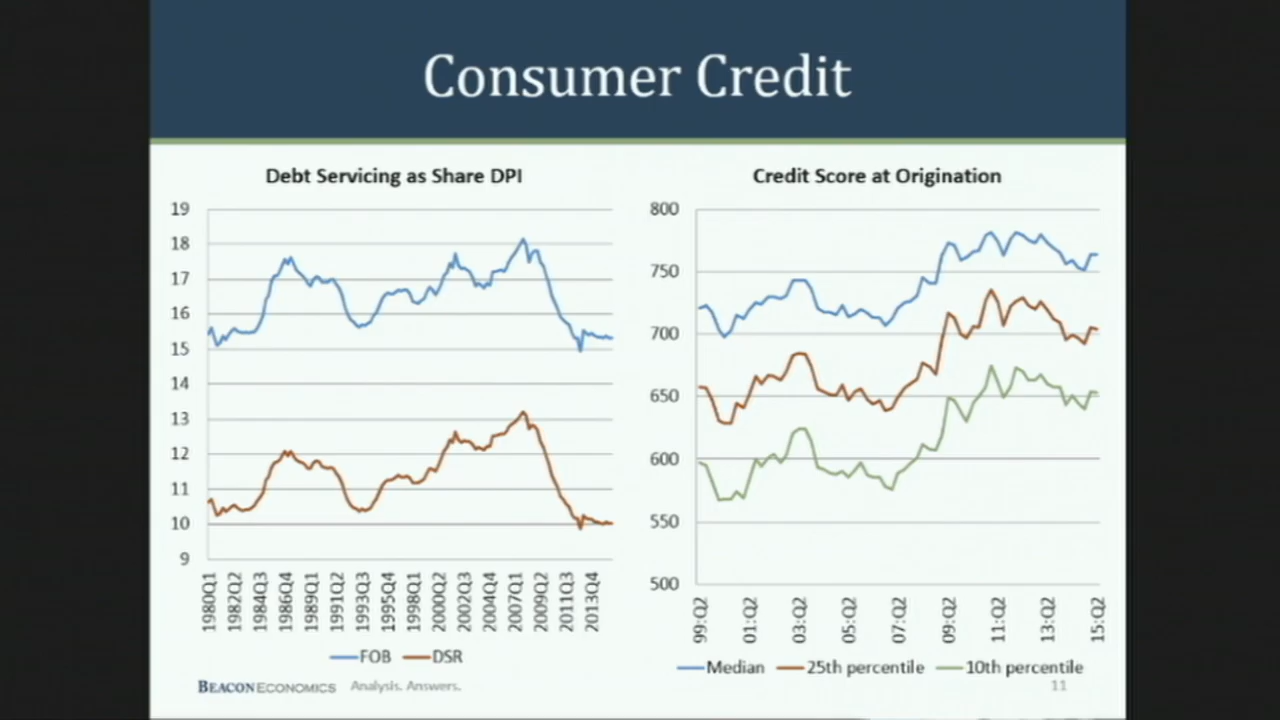 Consumer Credit
Debt Servicing as Share DPI
19
18
17
16
15
14
13
12
11
10
9
1980Q1
1982Q2
1984Q3
1986Q4
1989Q1
1991Q2
1993Q3
1995Q4
1998Q1
2000Q2
2002Q3
2004Q4
2007Q1
2009Q2
2011Q3
2013Q4
FOB DSR
Credit Score at Origination
800
750
700
650
600
550
500
99:Q2
01:Q2
03:Q2
05:Q2
07:Q2
09:Q2
11:Q2
13:Q2
15:Q2
Median 25th percentile 10th percentile
BEACONECONOMICS Analysis. Answers.
11